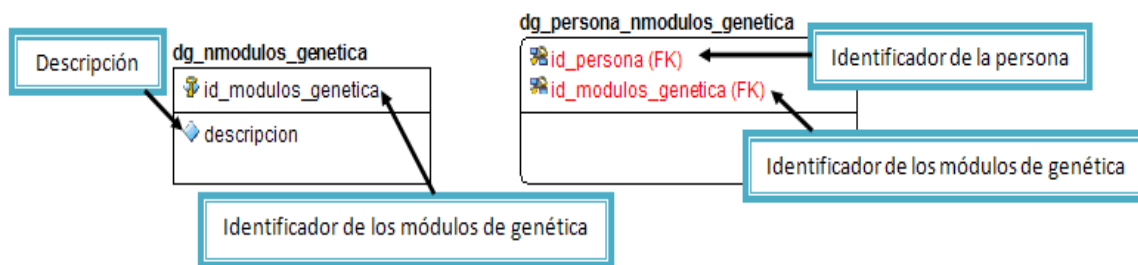 dg_persona_nmodulos_genetica
dg_nmodulos_genetica
Descripción
id_persona (FK)
Identificador de la persona
id_modulos_genetica
id_modulos_genetica (FK)
descripcion
Identificador de los módulos de genética
Identificador de los módulos de genética